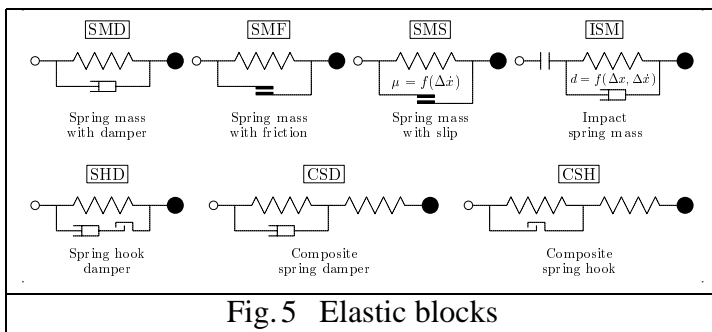 SMD SMF SMS ISM
μ = f(Δẋ) d = f(Δx, Δẋ)
Spring mass Spring mass Spring mass Impact
with damper with friction with slip spring mass
SHD CSD CSH
Spring hook Composite Composite
damper spring damper spring hook
Fig. 5 Elastic blocks